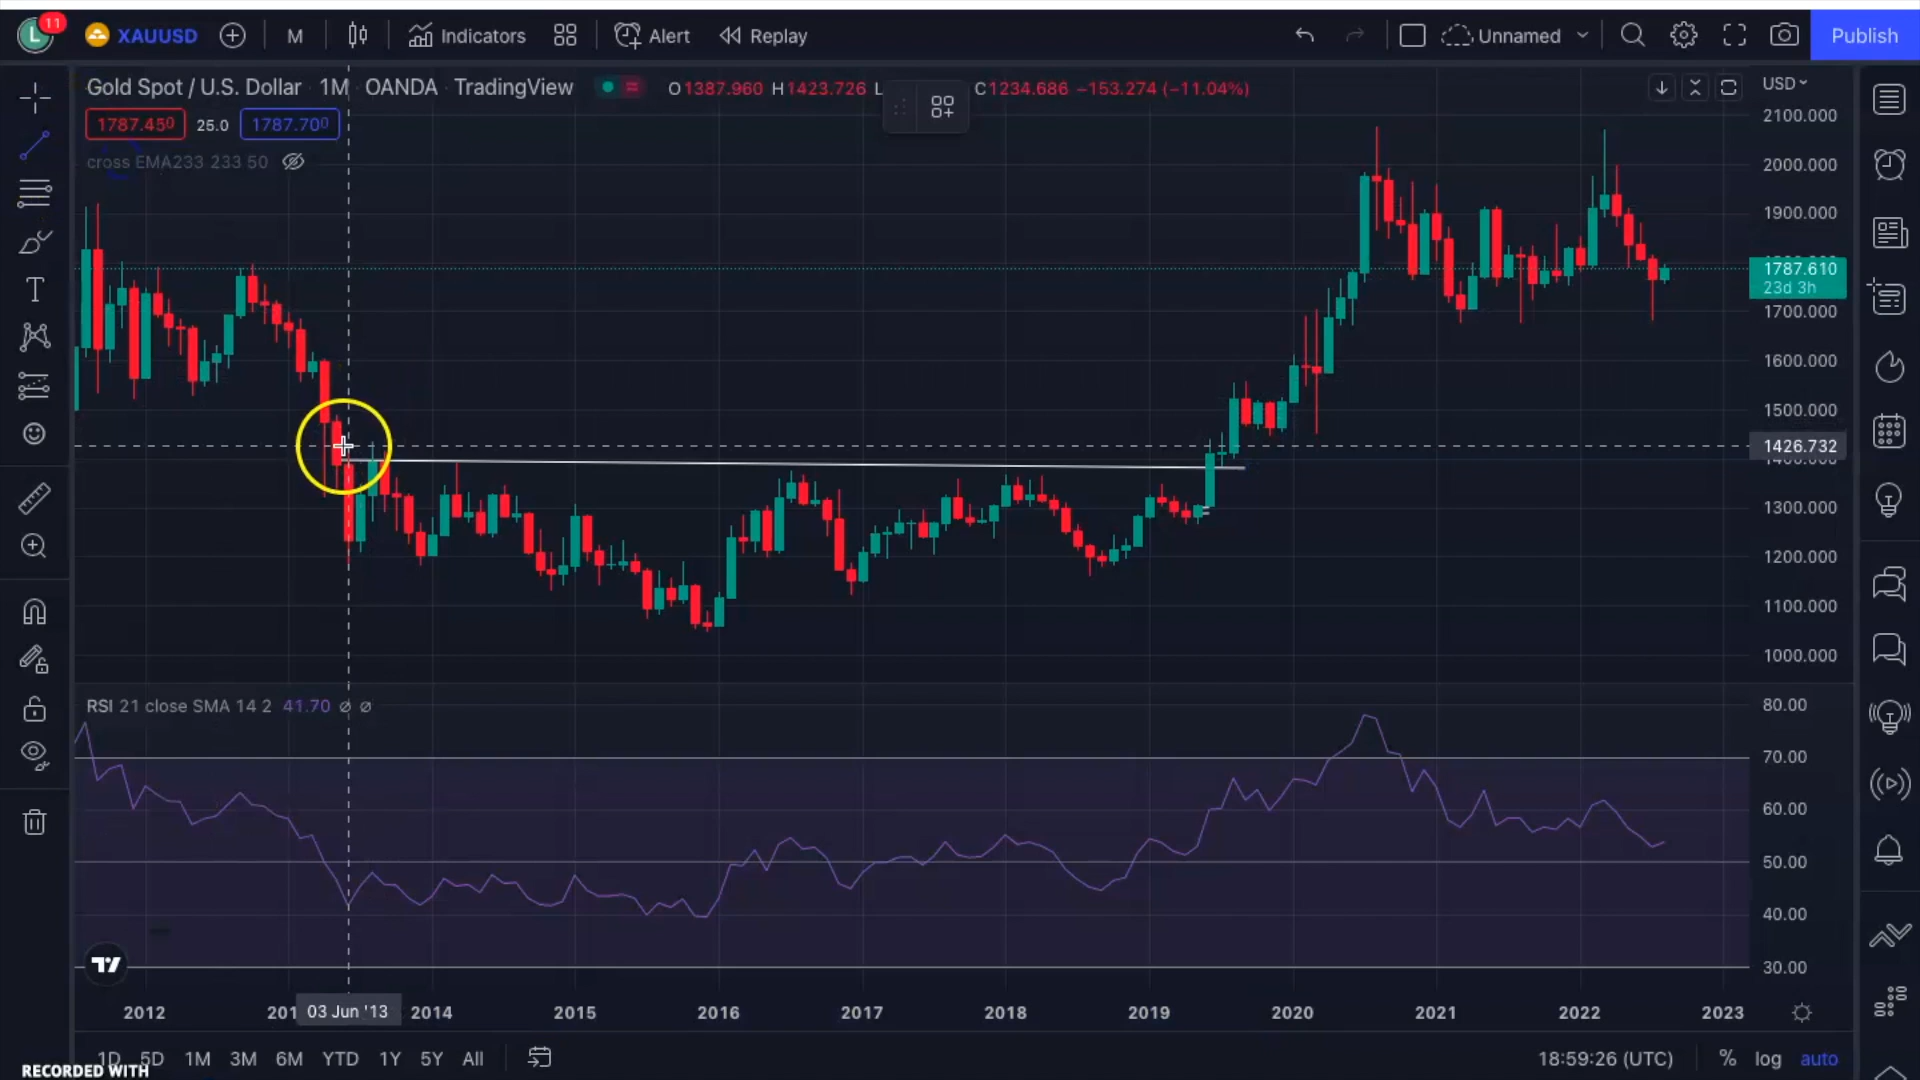 L 11 XAUUSD M Indicators Alert Replay Unnamed Publish
Gold Spot / U.S. Dollar 1M OANDA TradingView O1387.960 H1423.726 L C1234.686 −153.274 (−11.04%) USD
1787.450 25.0 1787.700
cross EMA233 233 50
2100.000
2000.000
1900.000
1787.610
23d 3h
1700.000
1600.000
1500.000
1426.732
1300.000
1200.000
1100.000
1000.000
RSI 21 close SMA 14 2 41.70 ∅ ∅
80.00
70.00
60.00
50.00
40.00
30.00
2012 201 03 Jun '13 2014 2015 2016 2017 2018 2019 2020 2021 2022 2023
1D 5D 1M 3M 6M YTD 1Y 5Y All 18:59:26 (UTC) % log auto
RECORDED WITH